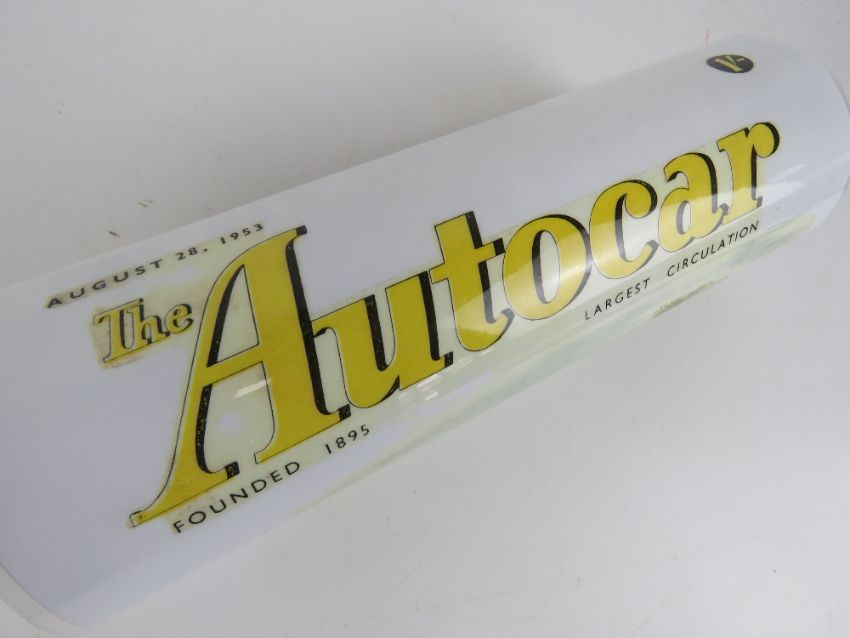 AUGUST 28. 1953
The Autocar
FOUNDED 1895
LARGEST CIRCULATION